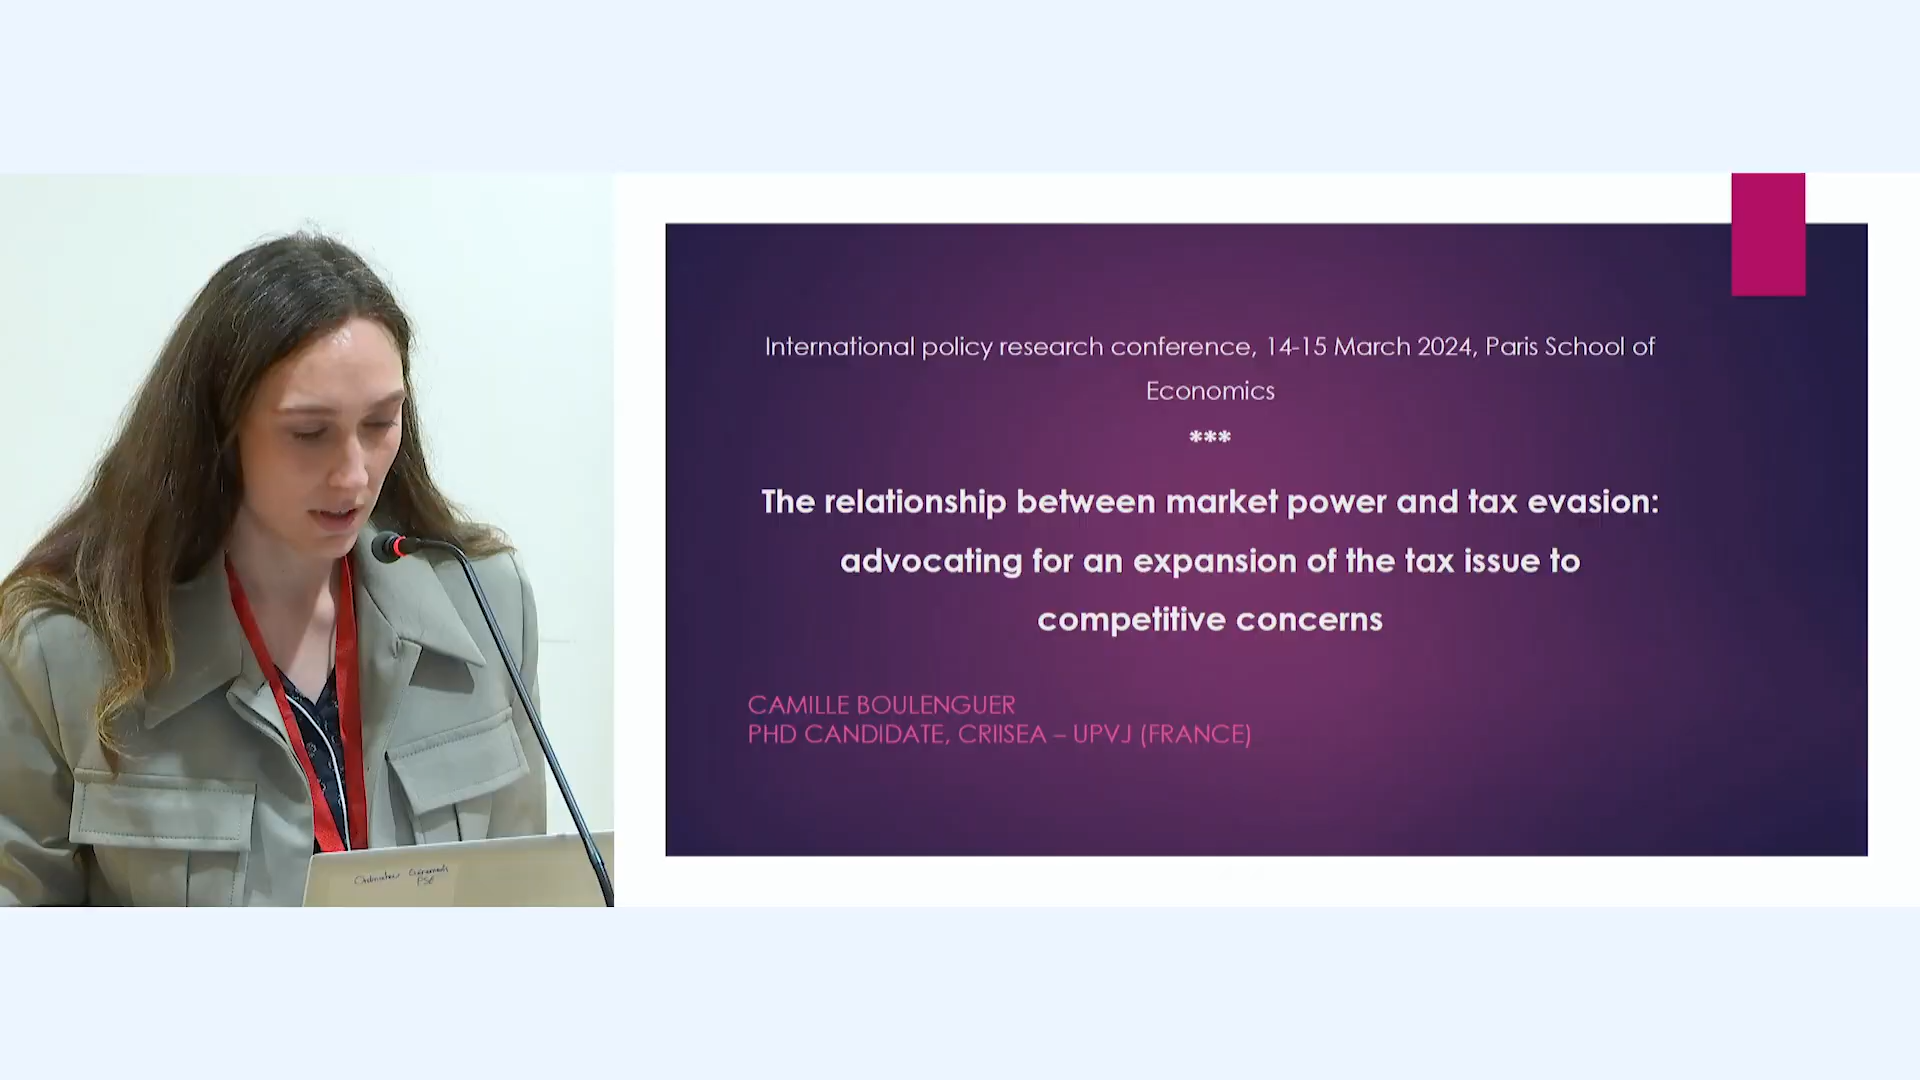 International policy research conference, 14-15 March 2024, Paris School of
Economics
***
The relationship between market power and tax evasion:
advocating for an expansion of the tax issue to
competitive concerns
CAMILLE BOULENGUER
PHD CANDIDATE, CRIISEA – UPVJ (FRANCE)
PSE